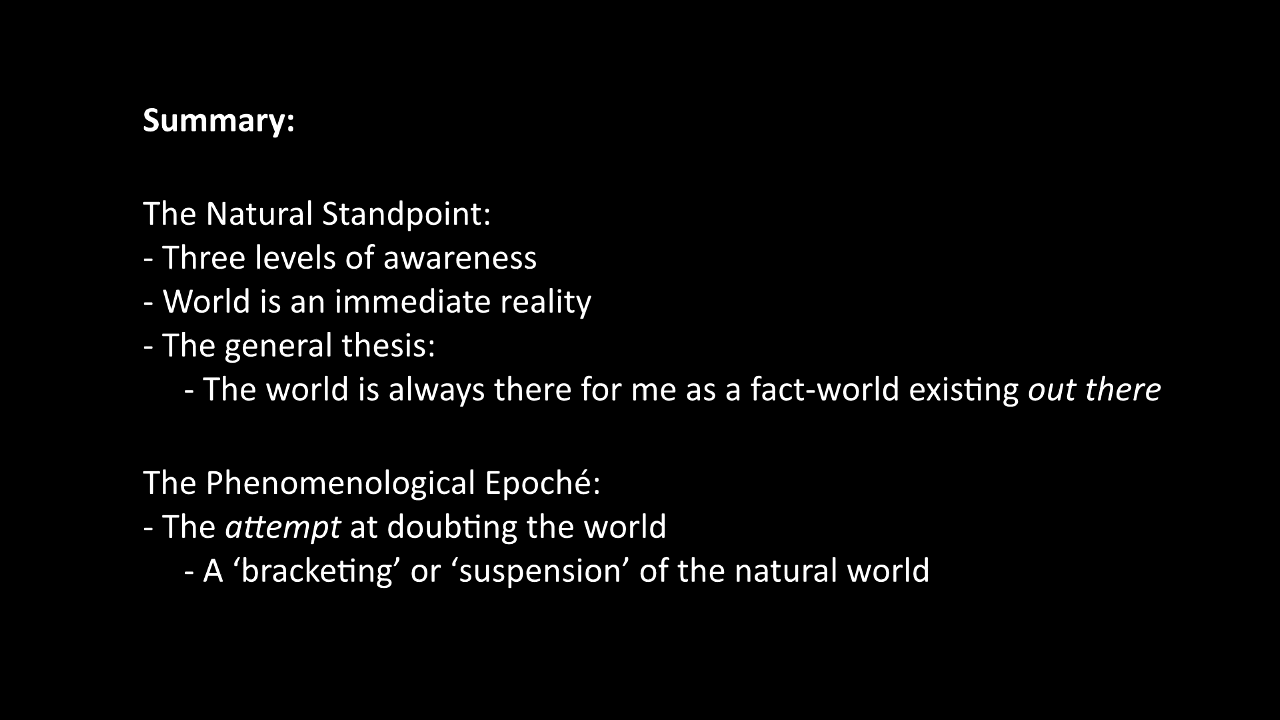 Summary:
The Natural Standpoint:
- Three levels of awareness
- World is an immediate reality
- The general thesis:
- The world is always there for me as a fact-world existing out there
The Phenomenological Epoché:
- The attempt at doubting the world
- A ‘bracketing’ or ‘suspension’ of the natural world